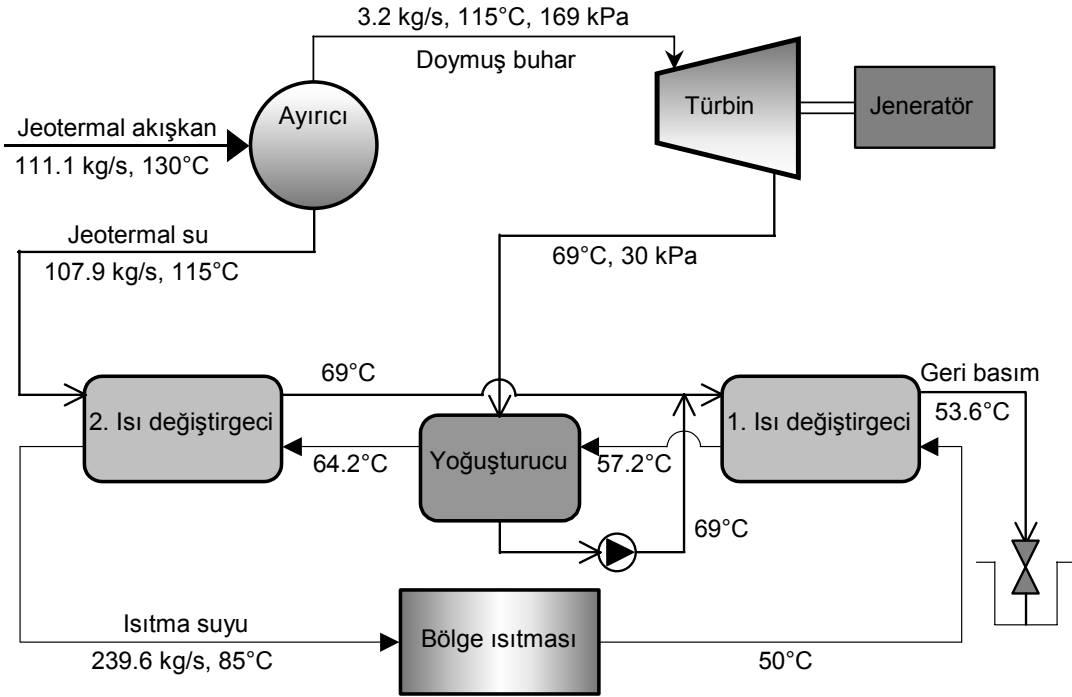 3.2 kg/s, 115°C, 169 kPa
Doymuş buhar
Ayırıcı
Türbin
Jeneratör
Jeotermal akışkan
111.1 kg/s, 130°C
Jeotermal su
107.9 kg/s, 115°C
69°C, 30 kPa
69°C
Geri basım
53.6°C
2. Isı değiştirgeci
1. Isı değiştirgeci
64.2°C
Yoğuşturucu
57.2°C
69°C
Isıtma suyu
239.6 kg/s, 85°C
Bölge ısıtması
50°C